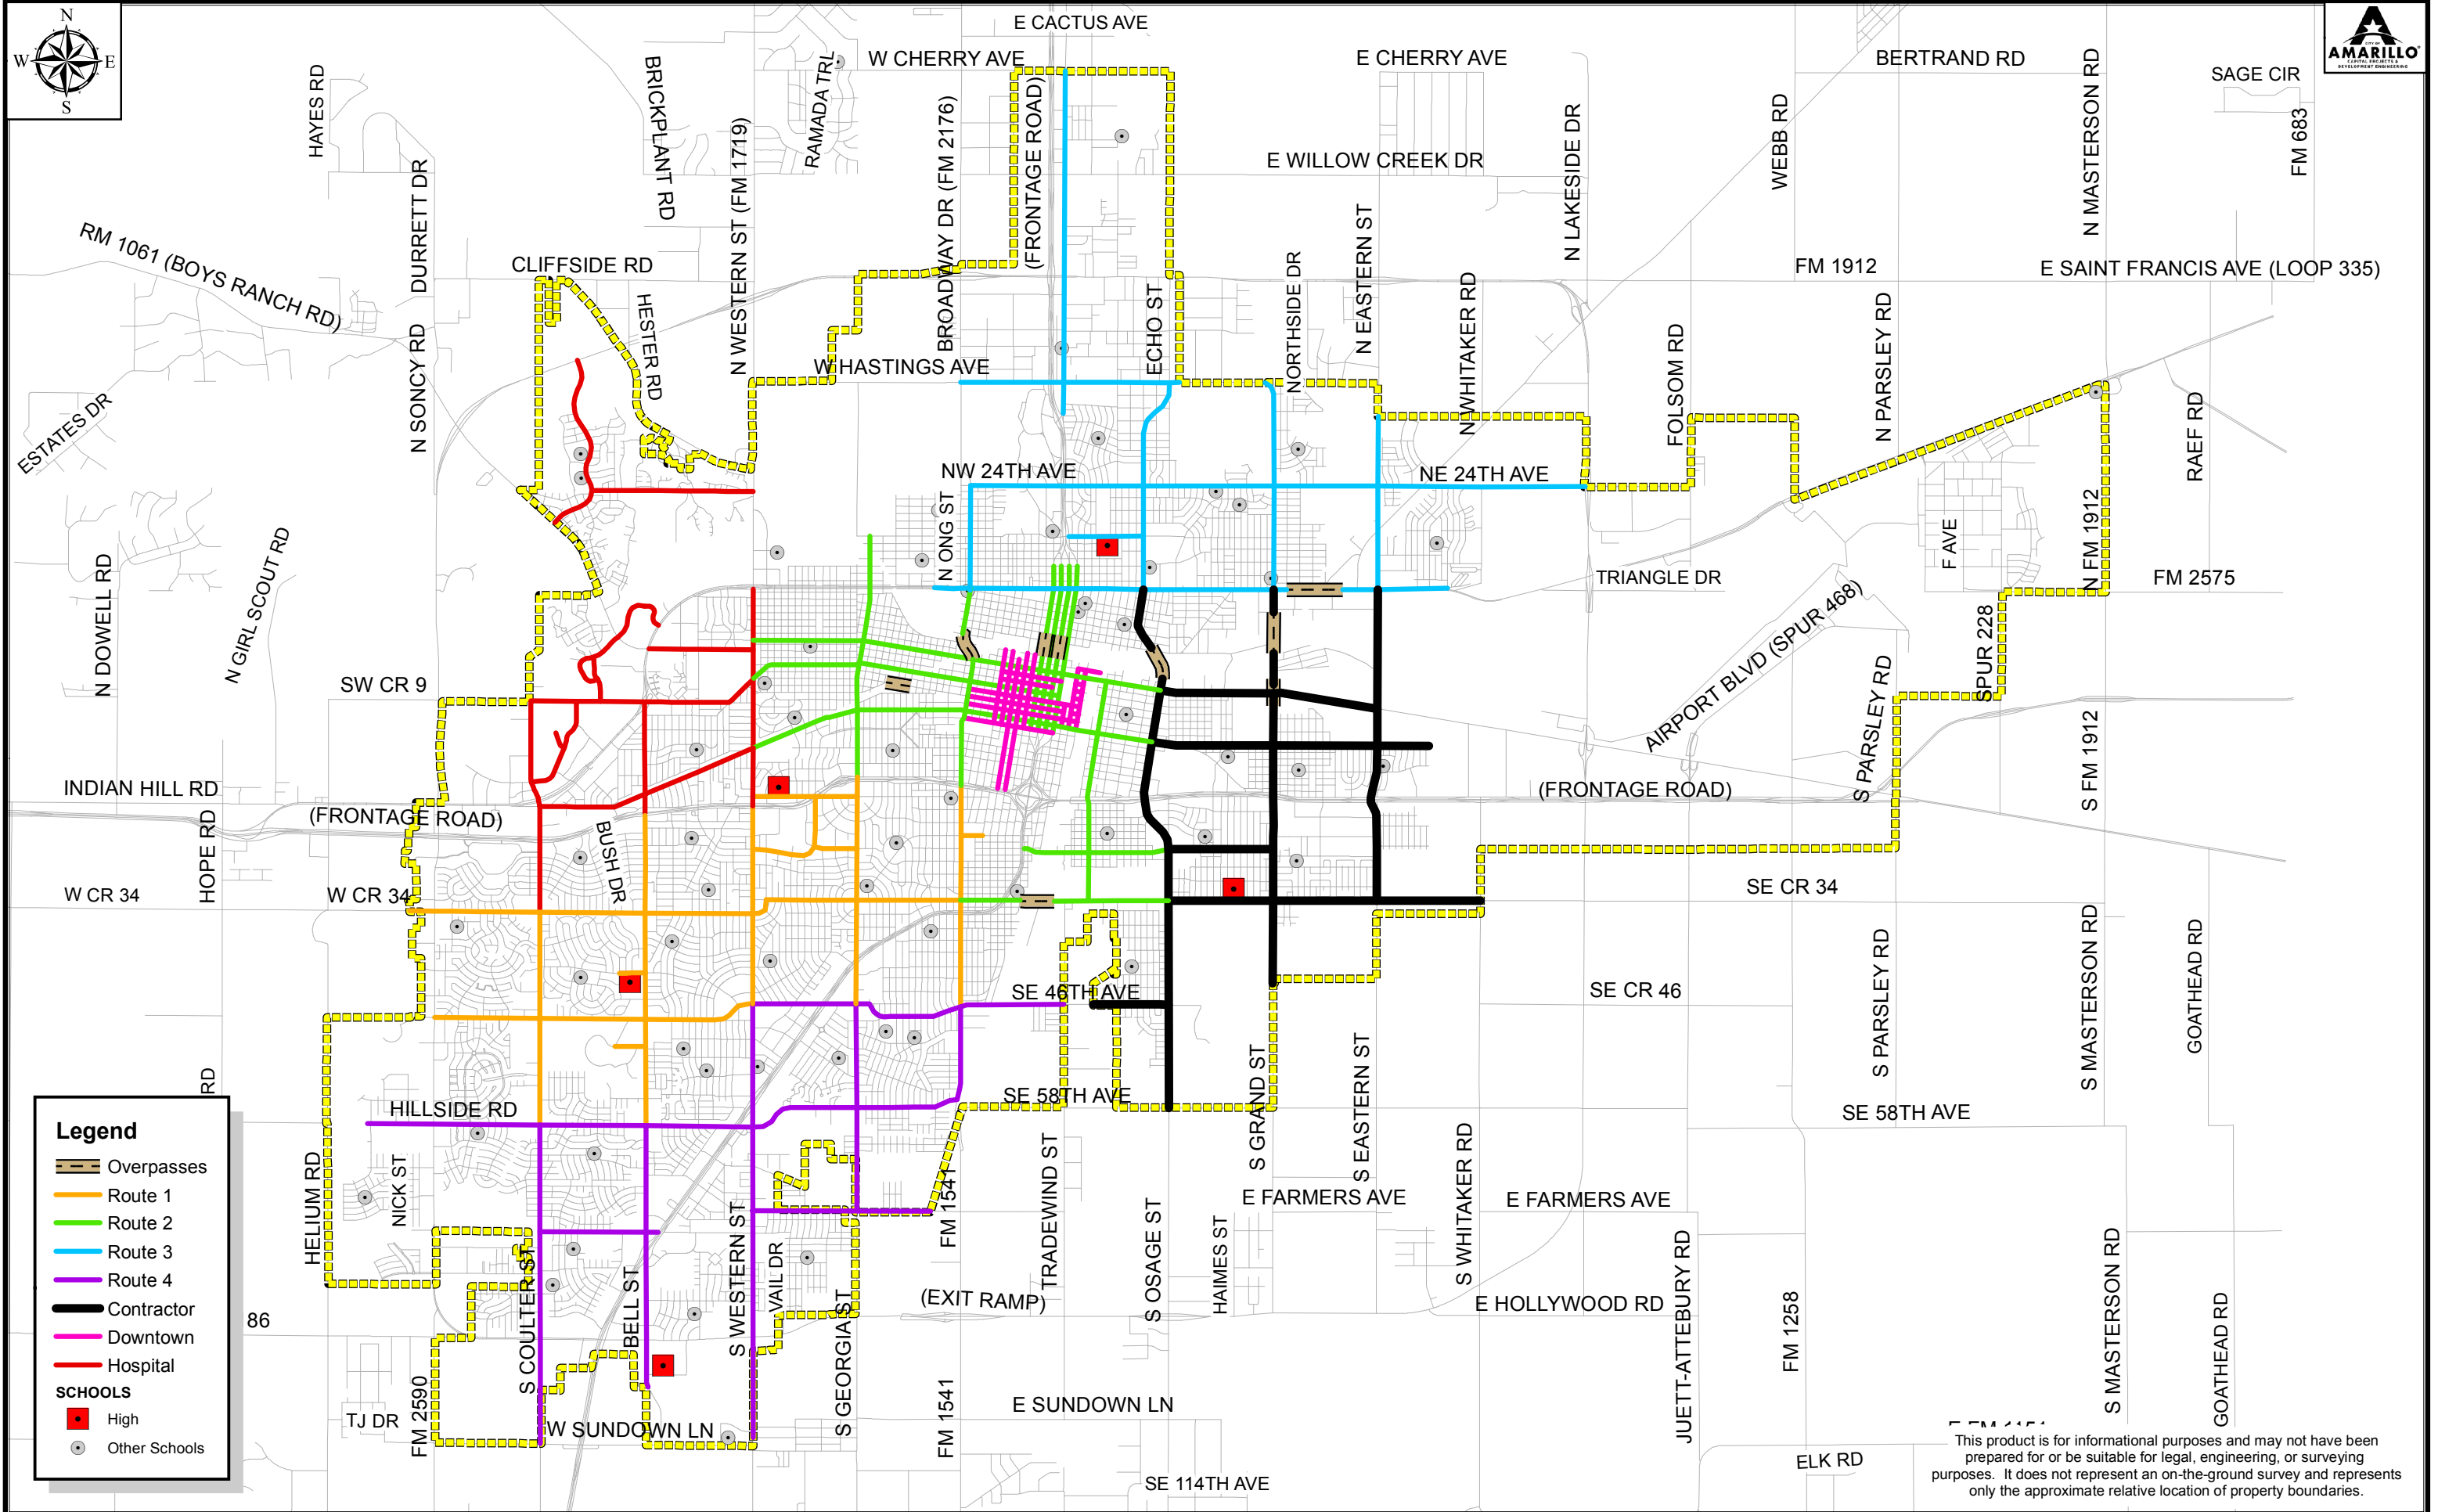 N
W
E
S
E CACTUS AVE
W CHERRY AVE
E CHERRY AVE
BERTRAND RD
SAGE CIR
CITY OF
AMARILLO
CAPITAL PROJECTS &
DEVELOPMENT ENGINEERING
HAYES RD
BRICKPLANT RD
RAMADA TRL
(FRONTAGE ROAD)
N MASTERSON RD
FM 683
DURRETT DR
N WESTERN ST (FM 1719)
BROADWAY DR (FM 2176)
E WILLOW CREEK DR
N LAKESIDE DR
WEBB RD
RM 1061 (BOYS RANCH RD)
CLIFFSIDE RD
FM 1912
E SAINT FRANCIS AVE (LOOP 335)
HESTER RD
ECHO ST
NORTHSIDE DR
N EASTERN ST
N WHITAKER RD
FOLSOM RD
N PARSLEY RD
N SONCY RD
W HASTINGS AVE
ESTATES DR
RAEF RD
NW 24TH AVE
NE 24TH AVE
N ONG ST
F AVE
N FM 1912
N DOWELL RD
N GIRL SCOUT RD
TRIANGLE DR
FM 2575
AIRPORT BLVD (SPUR 468)
SPUR 228
SW CR 9
S PARSLEY RD
S FM 1912
INDIAN HILL RD
(FRONTAGE ROAD)
(FRONTAGE ROAD)
HOPE RD
BUSH DR
W CR 34
W CR 34
SE CR 34
SE 46TH AVE
SE CR 46
S PARSLEY RD
S MASTERSON RD
GOATHEAD RD
RD
S GRAND ST
S EASTERN ST
HILLSIDE RD
SE 58TH AVE
SE 58TH AVE
HELIUM RD
NICK ST
FM 1541
TRADEWIND ST
E FARMERS AVE
E FARMERS AVE
S WHITAKER RD
S COULTER ST
BELL ST
S WESTERN ST
VAIL DR
S GEORGIA ST
(EXIT RAMP)
S OSAGE ST
HAIMES ST
E HOLLYWOOD RD
JUETT-ATTEBURY RD
FM 1258
S MASTERSON RD
GOATHEAD RD
86
TJ DR
FM 2590
W SUNDOWN LN
FM 1541
E SUNDOWN LN
SE 114TH AVE
ELK RD
Legend
Overpasses
Route 1
Route 2
Route 3
Route 4
Contractor
Downtown
Hospital
SCHOOLS
High
Other Schools
This product is for informational purposes and may not have been
prepared for or be suitable for legal, engineering, or surveying
purposes. It does not represent an on-the-ground survey and represents
only the approximate relative location of property boundaries.